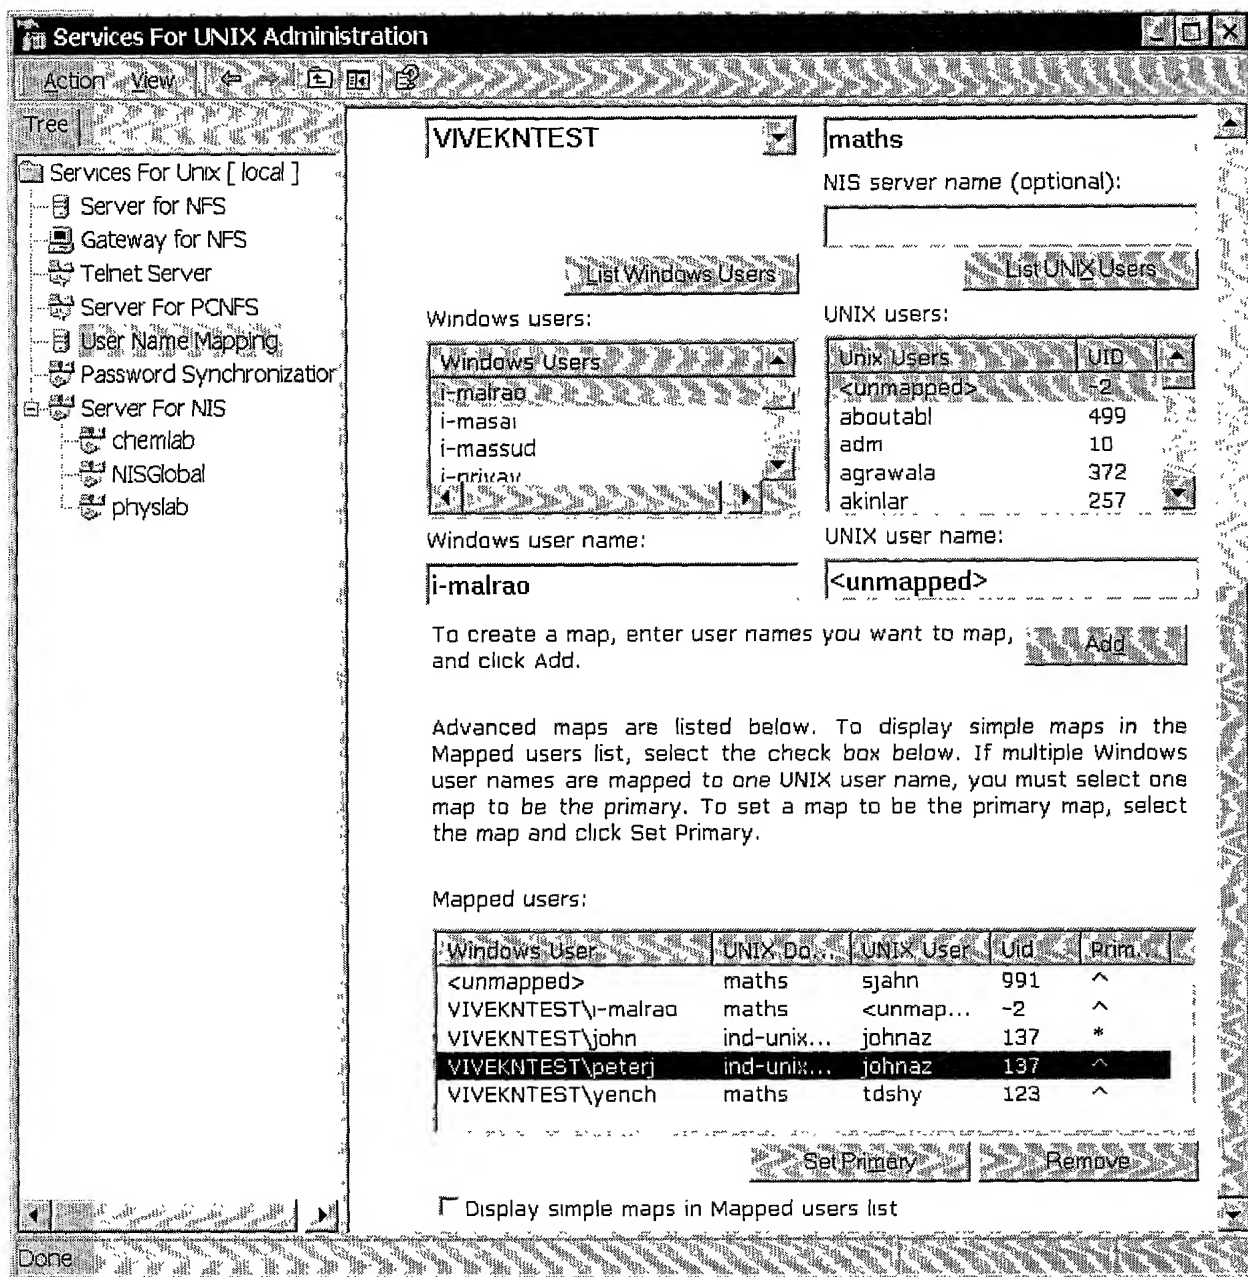 Services For UNIX Administration
Action View
Tree
Services For Unix [ local ]
Server for NFS
Gateway for NFS
Telnet Server
Server For PCNFS
User Name Mapping
Password Synchronization
Server For NIS
chemlab
NISGlobal
physlab
VIVEKNTEST
maths
NIS server name (optional):
List Windows Users
List UNIX Users
Windows users:
UNIX users:
Windows Users
i-malrao
i-masai
i-massud
i-privav
Unix Users UID
<unmapped> -2
aboutabl 499
adm 10
agrawala 372
akinlar 257
Windows user name:
UNIX user name:
i-malrao
<unmapped>
To create a map, enter user names you want to map,
and click Add.
Add
Advanced maps are listed below. To display simple maps in the
Mapped users list, select the check box below. If multiple Windows
user names are mapped to one UNIX user name, you must select one
map to be the primary. To set a map to be the primary map, select
the map and click Set Primary.
Mapped users:
Windows User UNIX Do... UNIX User Uid Prim...
<unmapped> maths sjahn 991 ^
VIVEKNTEST\i-malrao maths <unmap... -2 ^
VIVEKNTEST\john ind-unix... johnaz 137 *
VIVEKNTEST\peterj ind-unix... johnaz 137 ^
VIVEKNTEST\yench maths tdshy 123 ^
Set Primary Remove
Display simple maps in Mapped users list
Done